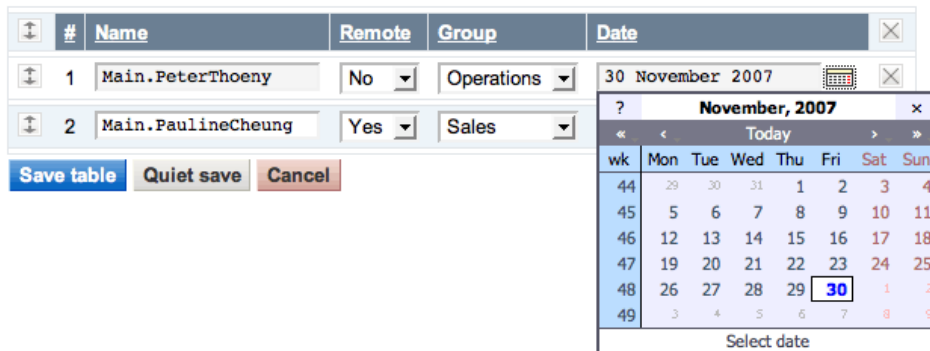 # Name Remote Group Date
1 Main.PeterThoeny No Operations 30 November 2007
2 Main.PaulineCheung Yes Sales
Save table Quiet save Cancel
? November, 2007 ×
« ‹ Today › »
wk Mon Tue Wed Thu Fri Sat Sun
44 29 30 31 1 2 3 4
45 5 6 7 8 9 10 11
46 12 13 14 15 16 17 18
47 19 20 21 22 23 24 25
48 26 27 28 29 30 1 2
49 3 4 5 6 7 8 9
Select date